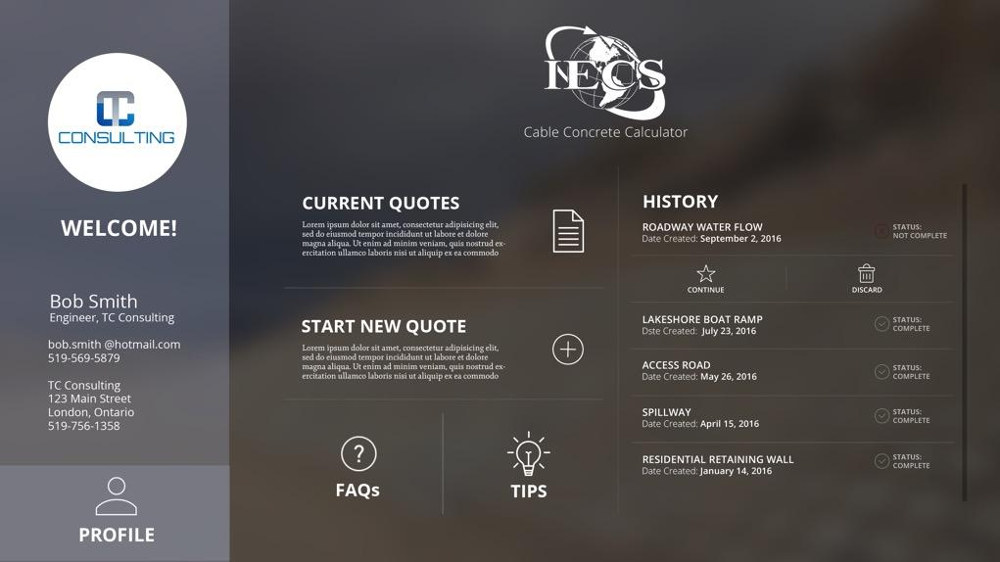 TC
CONSULTING
WELCOME!
Bob Smith
Engineer, TC Consulting
bob.smith @hotmail.com
519-569-5879
TC Consulting
123 Main Street
London, Ontario
519-756-1358
PROFILE
IECS
Cable Concrete Calculator
CURRENT QUOTES
Lorem ipsum dolor sit amet, consectetur adipisicing elit,
sed do eiusmod tempor incididunt ut labore et dolore
magna aliqua. Ut enim ad minim veniam, quis nostrud ex-
ercitation ullamco laboris nisi ut aliquip ex ea commodo
START NEW QUOTE
Lorem ipsum dolor sit amet, consectetur adipisicing elit,
sed do eiusmod tempor incididunt ut labore et dolore
magna aliqua. Ut enim ad minim veniam, quis nostrud ex-
ercitation ullamco laboris nisi ut aliquip ex ea commodo
?
FAQs
TIPS
HISTORY
ROADWAY WATER FLOW
Date Created: September 2, 2016
STATUS:
NOT COMPLETE
CONTINUE
DISCARD
LAKESHORE BOAT RAMP
Dste Created: July 23, 2016
STATUS:
COMPLETE
ACCESS ROAD
Date Created: May 26, 2016
STATUS:
COMPLETE
SPILLWAY
Date Created: April 15, 2016
STATUS:
COMPLETE
RESIDENTIAL RETAINING WALL
Date Created: January 14, 2016
STATUS:
COMPLETE